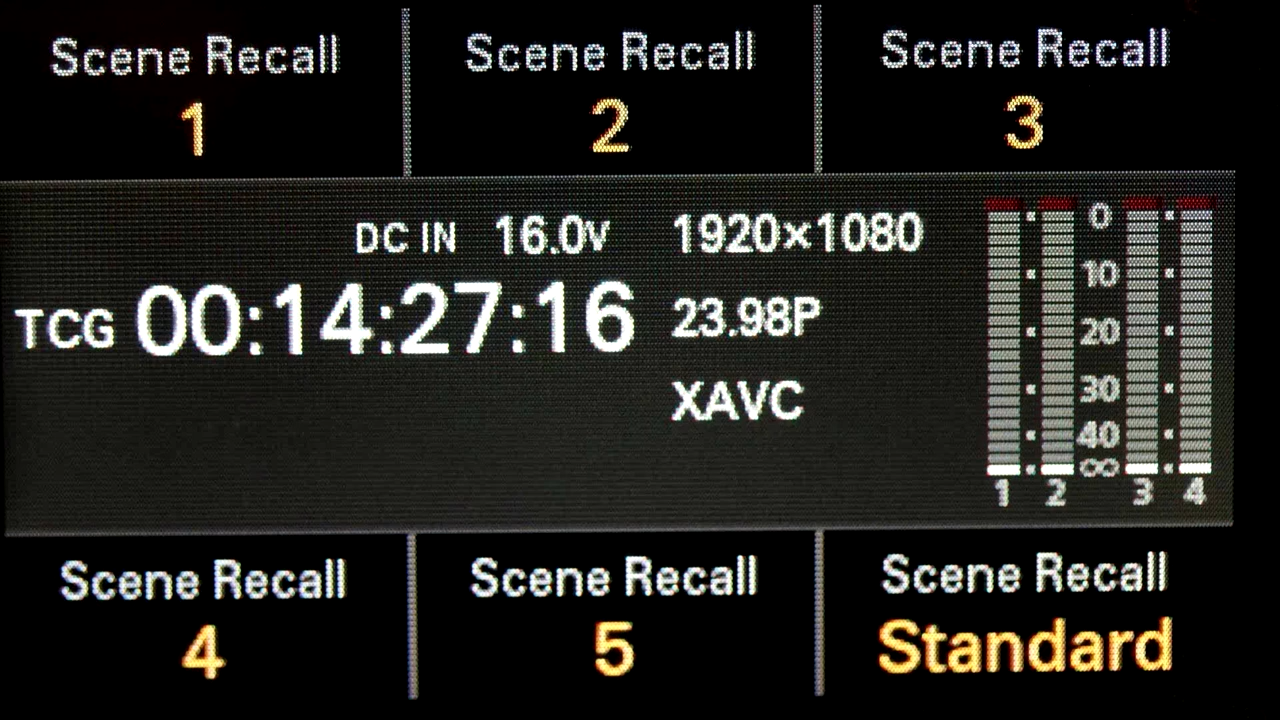 Scene Recall Scene Recall Scene Recall
1 2 3
DC IN 16.0V 1920×1080
TCG 00:14:27:16 23.98P
XAVC
0
10
20
30
40
∞
1 2 3 4
Scene Recall Scene Recall Scene Recall
4 5 Standard